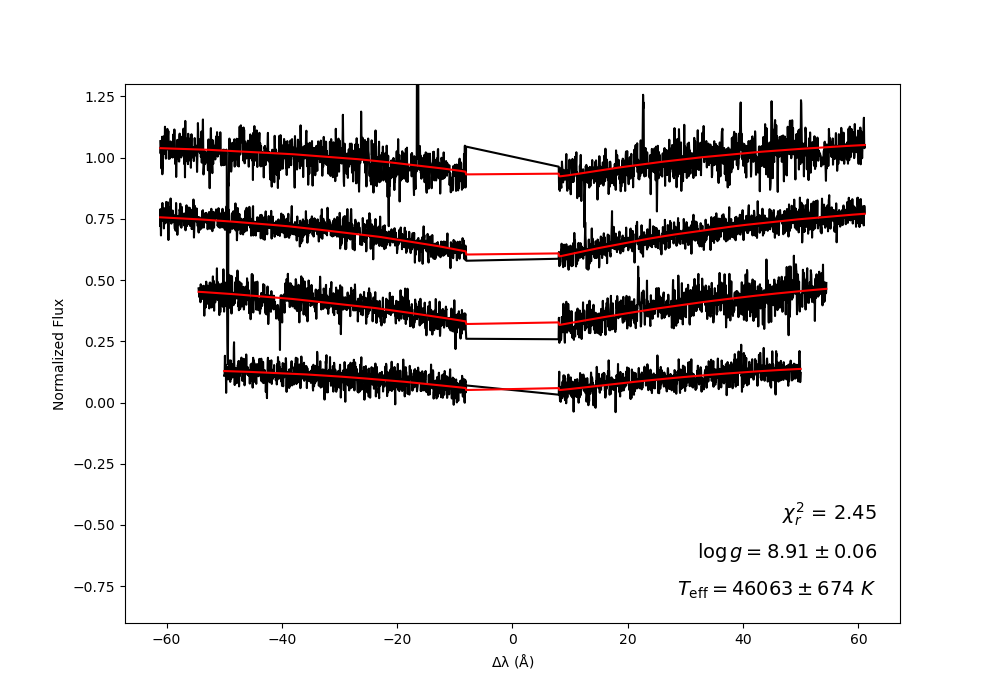 1.25
1.00
0.75
0.50
0.25
0.00
−0.25
−0.50
−0.75
Normalized Flux
χ²ᵣ = 2.45
log g = 8.91 ± 0.06
T_eff = 46063 ± 674 K
−60 −40 −20 0 20 40 60
Δλ (Å)